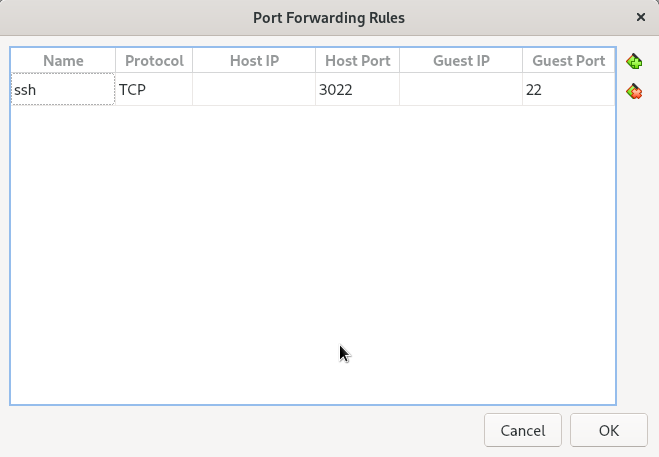 Port Forwarding Rules
Name Protocol Host IP Host Port Guest IP Guest Port
ssh TCP 3022 22
Cancel OK